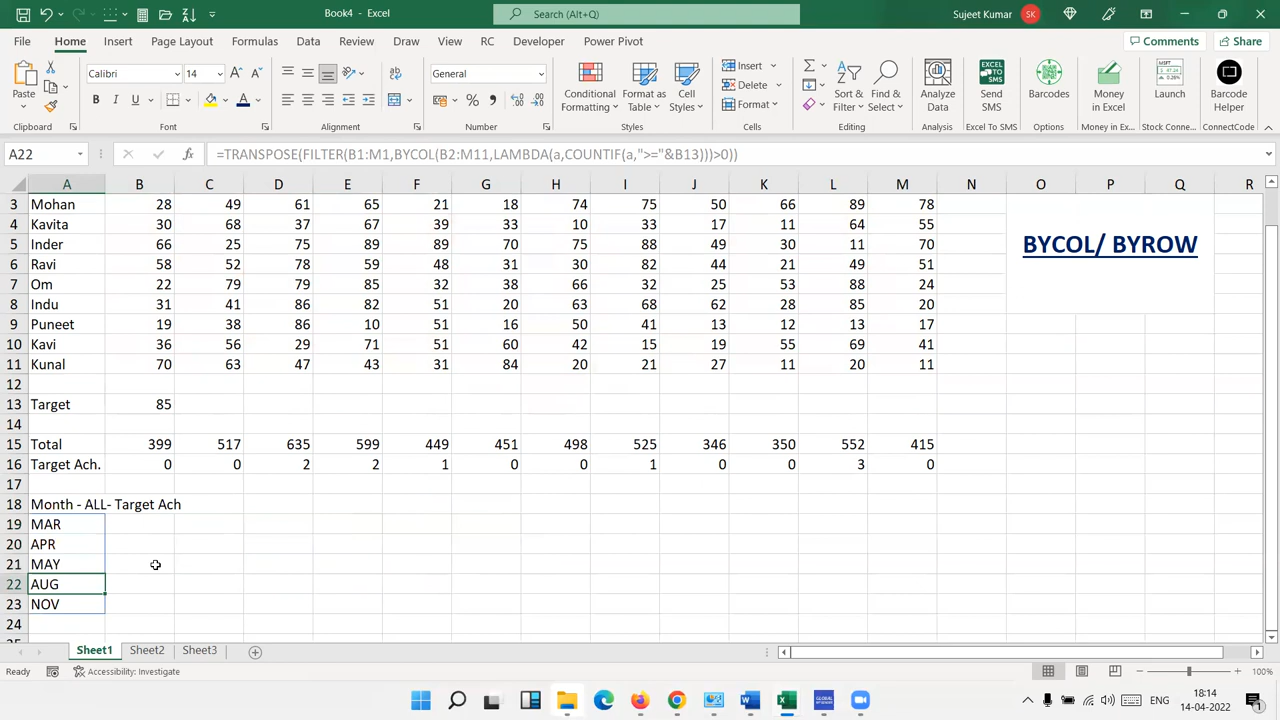 Book4 - Excel
Search (Alt+Q)
Sujeet Kumar
SK
File Home Insert Page Layout Formulas Data Review View RC Developer Help Power Pivot
Comments
Share
Paste
Calibri
14
General
Conditional Formatting
Format as Table
Cell Styles
Insert
Delete
Format
Sort & Filter
Find & Select
Analyze Data
Send SMS
Barcodes
Money in Excel
Launch
Barcode Helper
Clipboard
Font
Alignment
Number
Styles
Cells
Editing
Analysis
Excel To SMS
Options
Money in Ex...
Stock Conne...
ConnectCode
A22
=TRANSPOSE(FILTER(B1:M1,BYCOL(B2:M11,LAMBDA(a,COUNTIF(a,">="&B13)))>0))
A B C D E F G H I J K L M N O P Q R
3 Mohan 28 49 61 65 21 18 74 75 50 66 89 78
4 Kavita 30 68 37 67 39 33 10 33 17 11 64 55
5 Inder 66 25 75 89 89 70 75 88 49 30 11 70
BYCOL/ BYROW
6 Ravi 58 52 78 59 48 31 30 82 44 21 49 51
7 Om 22 79 79 85 32 38 66 32 25 53 88 24
8 Indu 31 41 86 82 51 20 63 68 62 28 85 20
9 Puneet 19 38 86 10 51 16 50 41 13 12 13 17
10 Kavi 36 56 29 71 51 60 42 15 19 55 69 41
11 Kunal 70 63 47 43 31 84 20 21 27 11 20 11
12
13 Target 85
14
15 Total 399 517 635 599 449 451 498 525 346 350 552 415
16 Target Ach. 0 0 2 2 1 0 0 1 0 0 3 0
17
18 Month - ALL- Target Ach
19 MAR
20 APR
21 MAY
22 AUG
23 NOV
24
Sheet1 Sheet2 Sheet3
Ready
Accessibility: Investigate
100%
ENG
18:14
14-04-2022